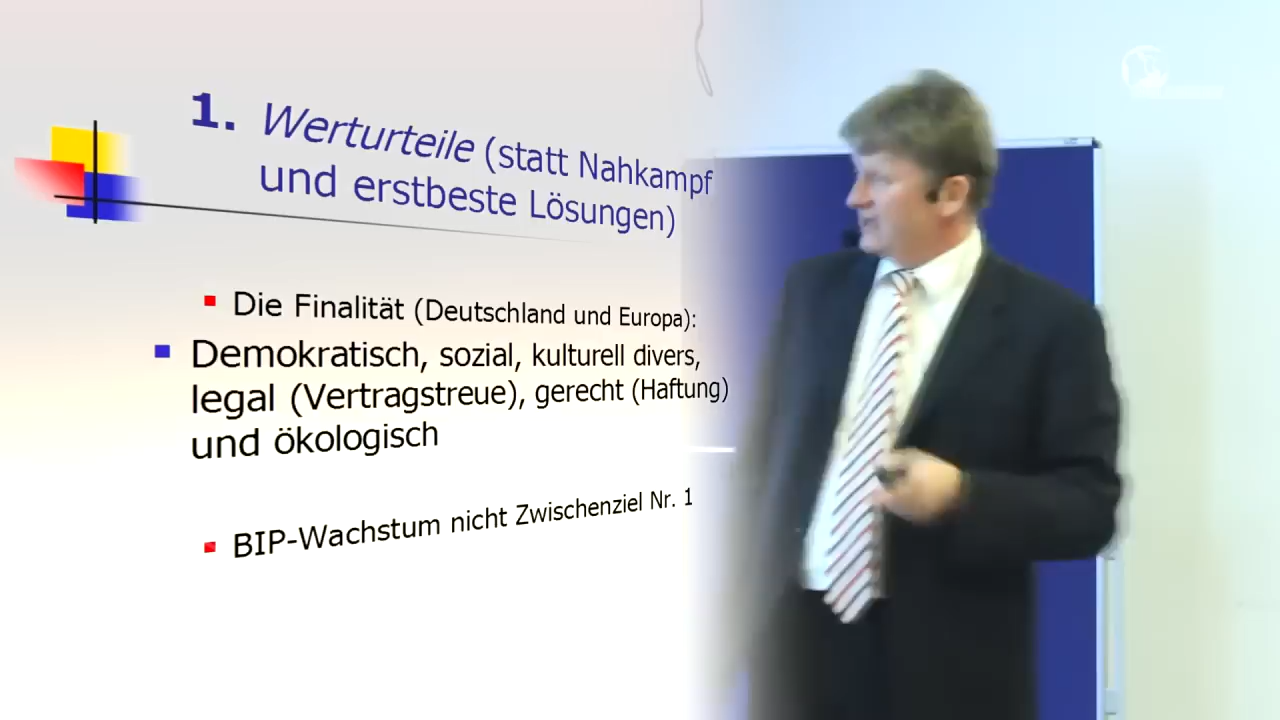 1. Werturteile (statt Nahkampf
und erstbeste Lösungen)
Die Finalität (Deutschland und Europa):
Demokratisch, sozial, kulturell divers,
legal (Vertragstreue), gerecht (Haftung)
und ökologisch
BIP-Wachstum nicht Zwischenziel Nr. 1